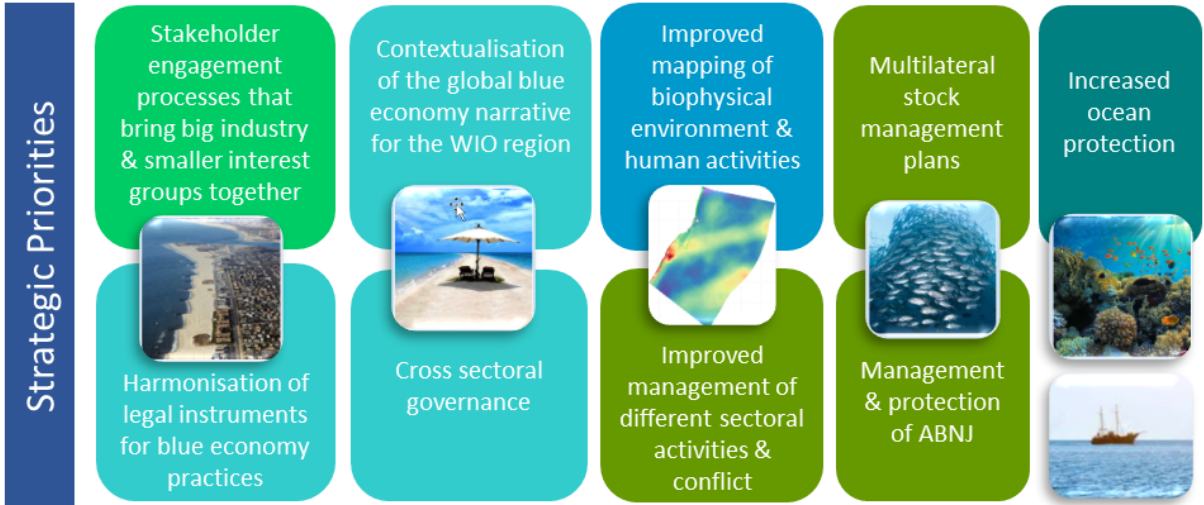 Strategic Priorities
Stakeholder
engagement
processes that
bring big industry
& smaller interest
groups together
Contextualisation
of the global blue
economy narrative
for the WIO region
Improved
mapping of
biophysical
environment &
human activities
Multilateral
stock
management
plans
Increased
ocean
protection
Harmonisation of
legal instruments
for blue economy
practices
Cross sectoral
governance
Improved
management of
different sectoral
activities &
conflict
Management
& protection
of ABNJ